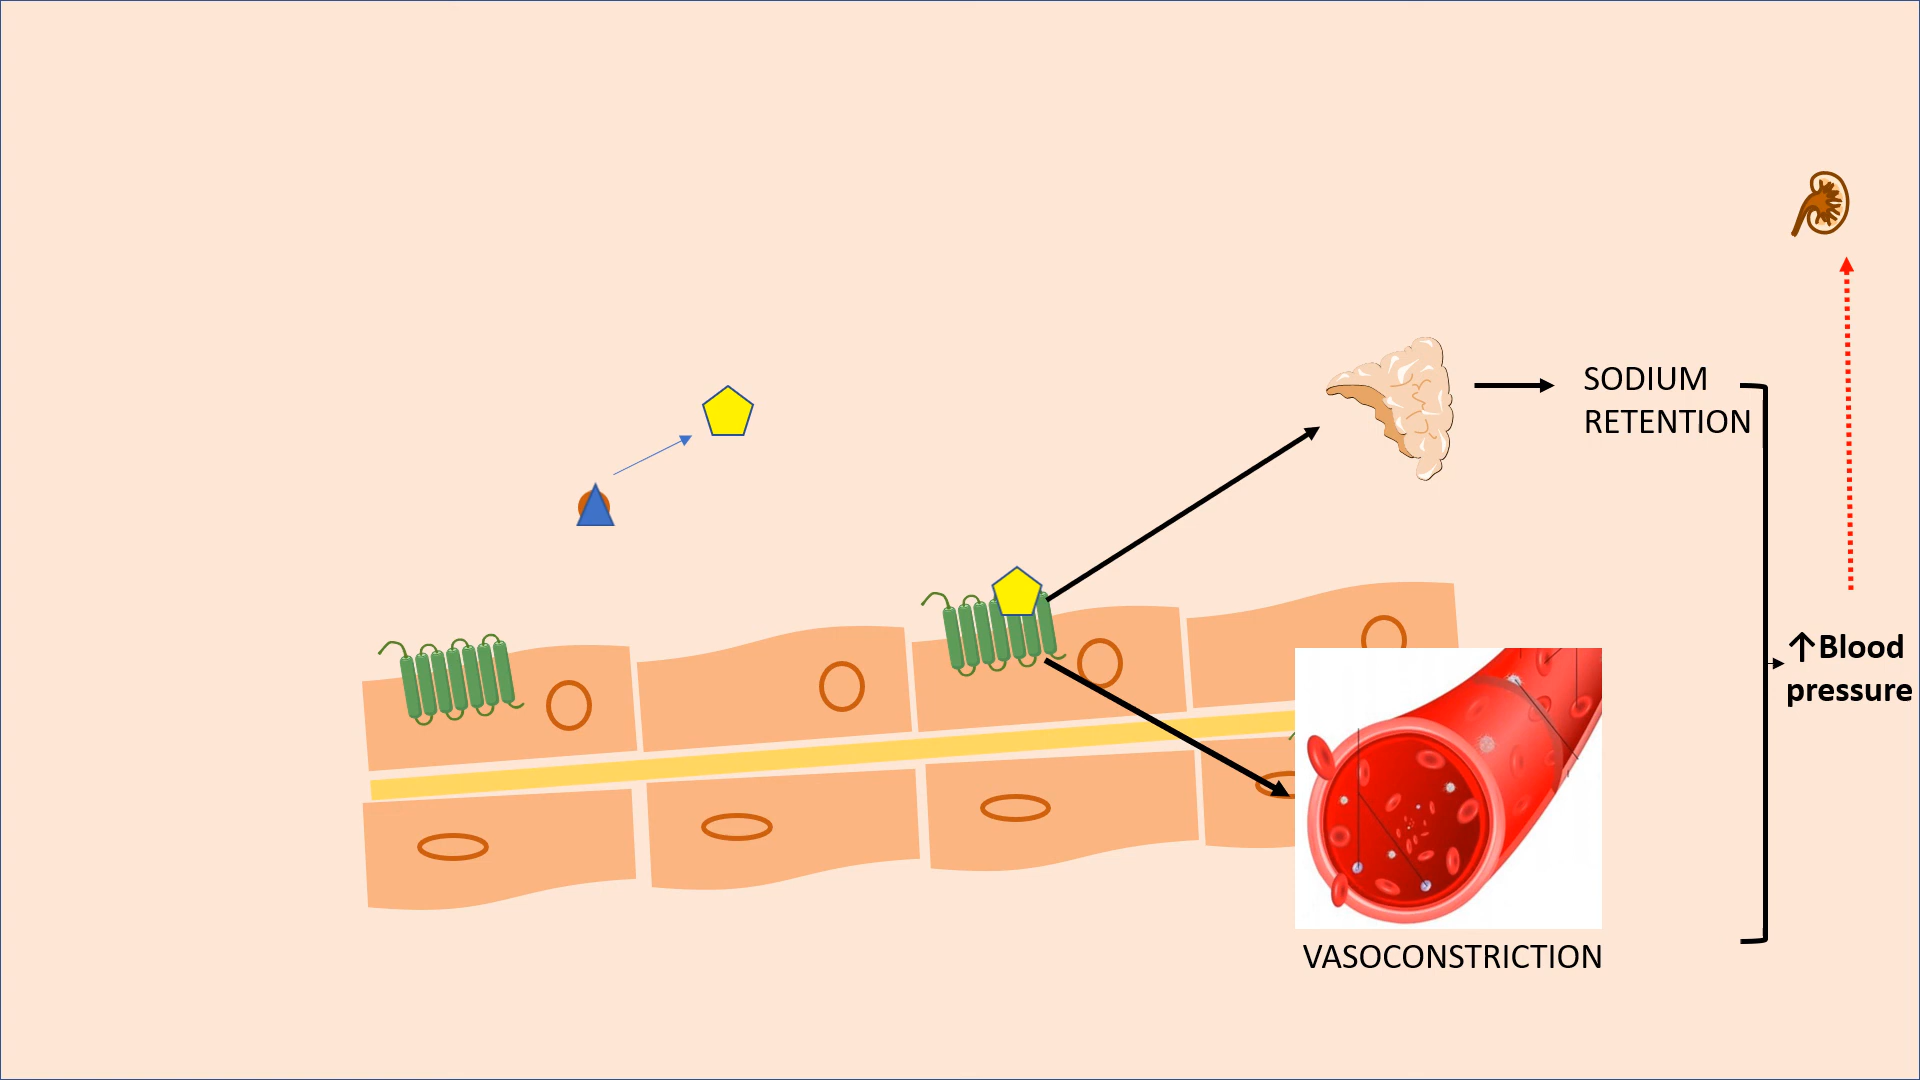 SODIUM
RETENTION
↑Blood
pressure
VASOCONSTRICTION